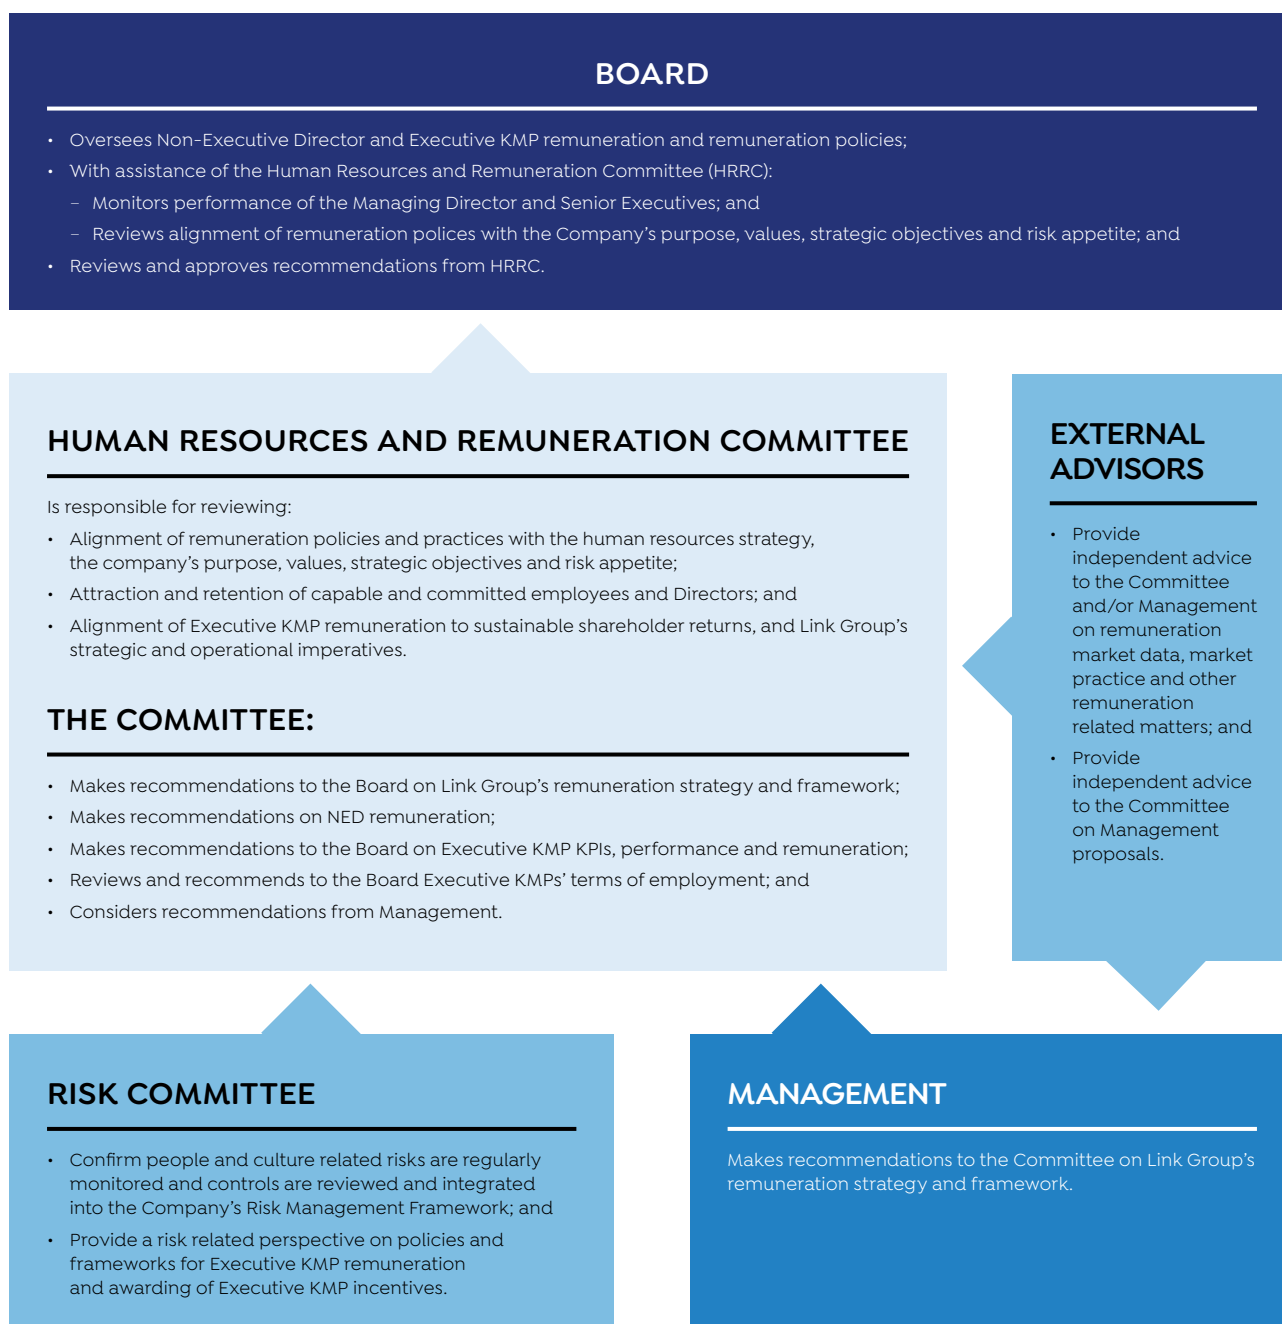 BOARD
• Oversees Non-Executive Director and Executive KMP remuneration and remuneration policies;
• With assistance of the Human Resources and Remuneration Committee (HRRC):
– Monitors performance of the Managing Director and Senior Executives; and
– Reviews alignment of remuneration polices with the Company's purpose, values, strategic objectives and risk appetite; and
• Reviews and approves recommendations from HRRC.
HUMAN RESOURCES AND REMUNERATION COMMITTEE
Is responsible for reviewing:
• Alignment of remuneration policies and practices with the human resources strategy,
the company's purpose, values, strategic objectives and risk appetite;
• Attraction and retention of capable and committed employees and Directors; and
• Alignment of Executive KMP remuneration to sustainable shareholder returns, and Link Group's
strategic and operational imperatives.
THE COMMITTEE:
• Makes recommendations to the Board on Link Group's remuneration strategy and framework;
• Makes recommendations on NED remuneration;
• Makes recommendations to the Board on Executive KMP KPIs, performance and remuneration;
• Reviews and recommends to the Board Executive KMPs' terms of employment; and
• Considers recommendations from Management.
EXTERNAL
ADVISORS
• Provide
independent advice
to the Committee
and/or Management
on remuneration
market data, market
practice and other
remuneration
related matters; and
• Provide
independent advice
to the Committee
on Management
proposals.
RISK COMMITTEE
• Confirm people and culture related risks are regularly
monitored and controls are reviewed and integrated
into the Company's Risk Management Framework; and
• Provide a risk related perspective on policies and
frameworks for Executive KMP remuneration
and awarding of Executive KMP incentives.
MANAGEMENT
Makes recommendations to the Committee on Link Group's
remuneration strategy and framework.